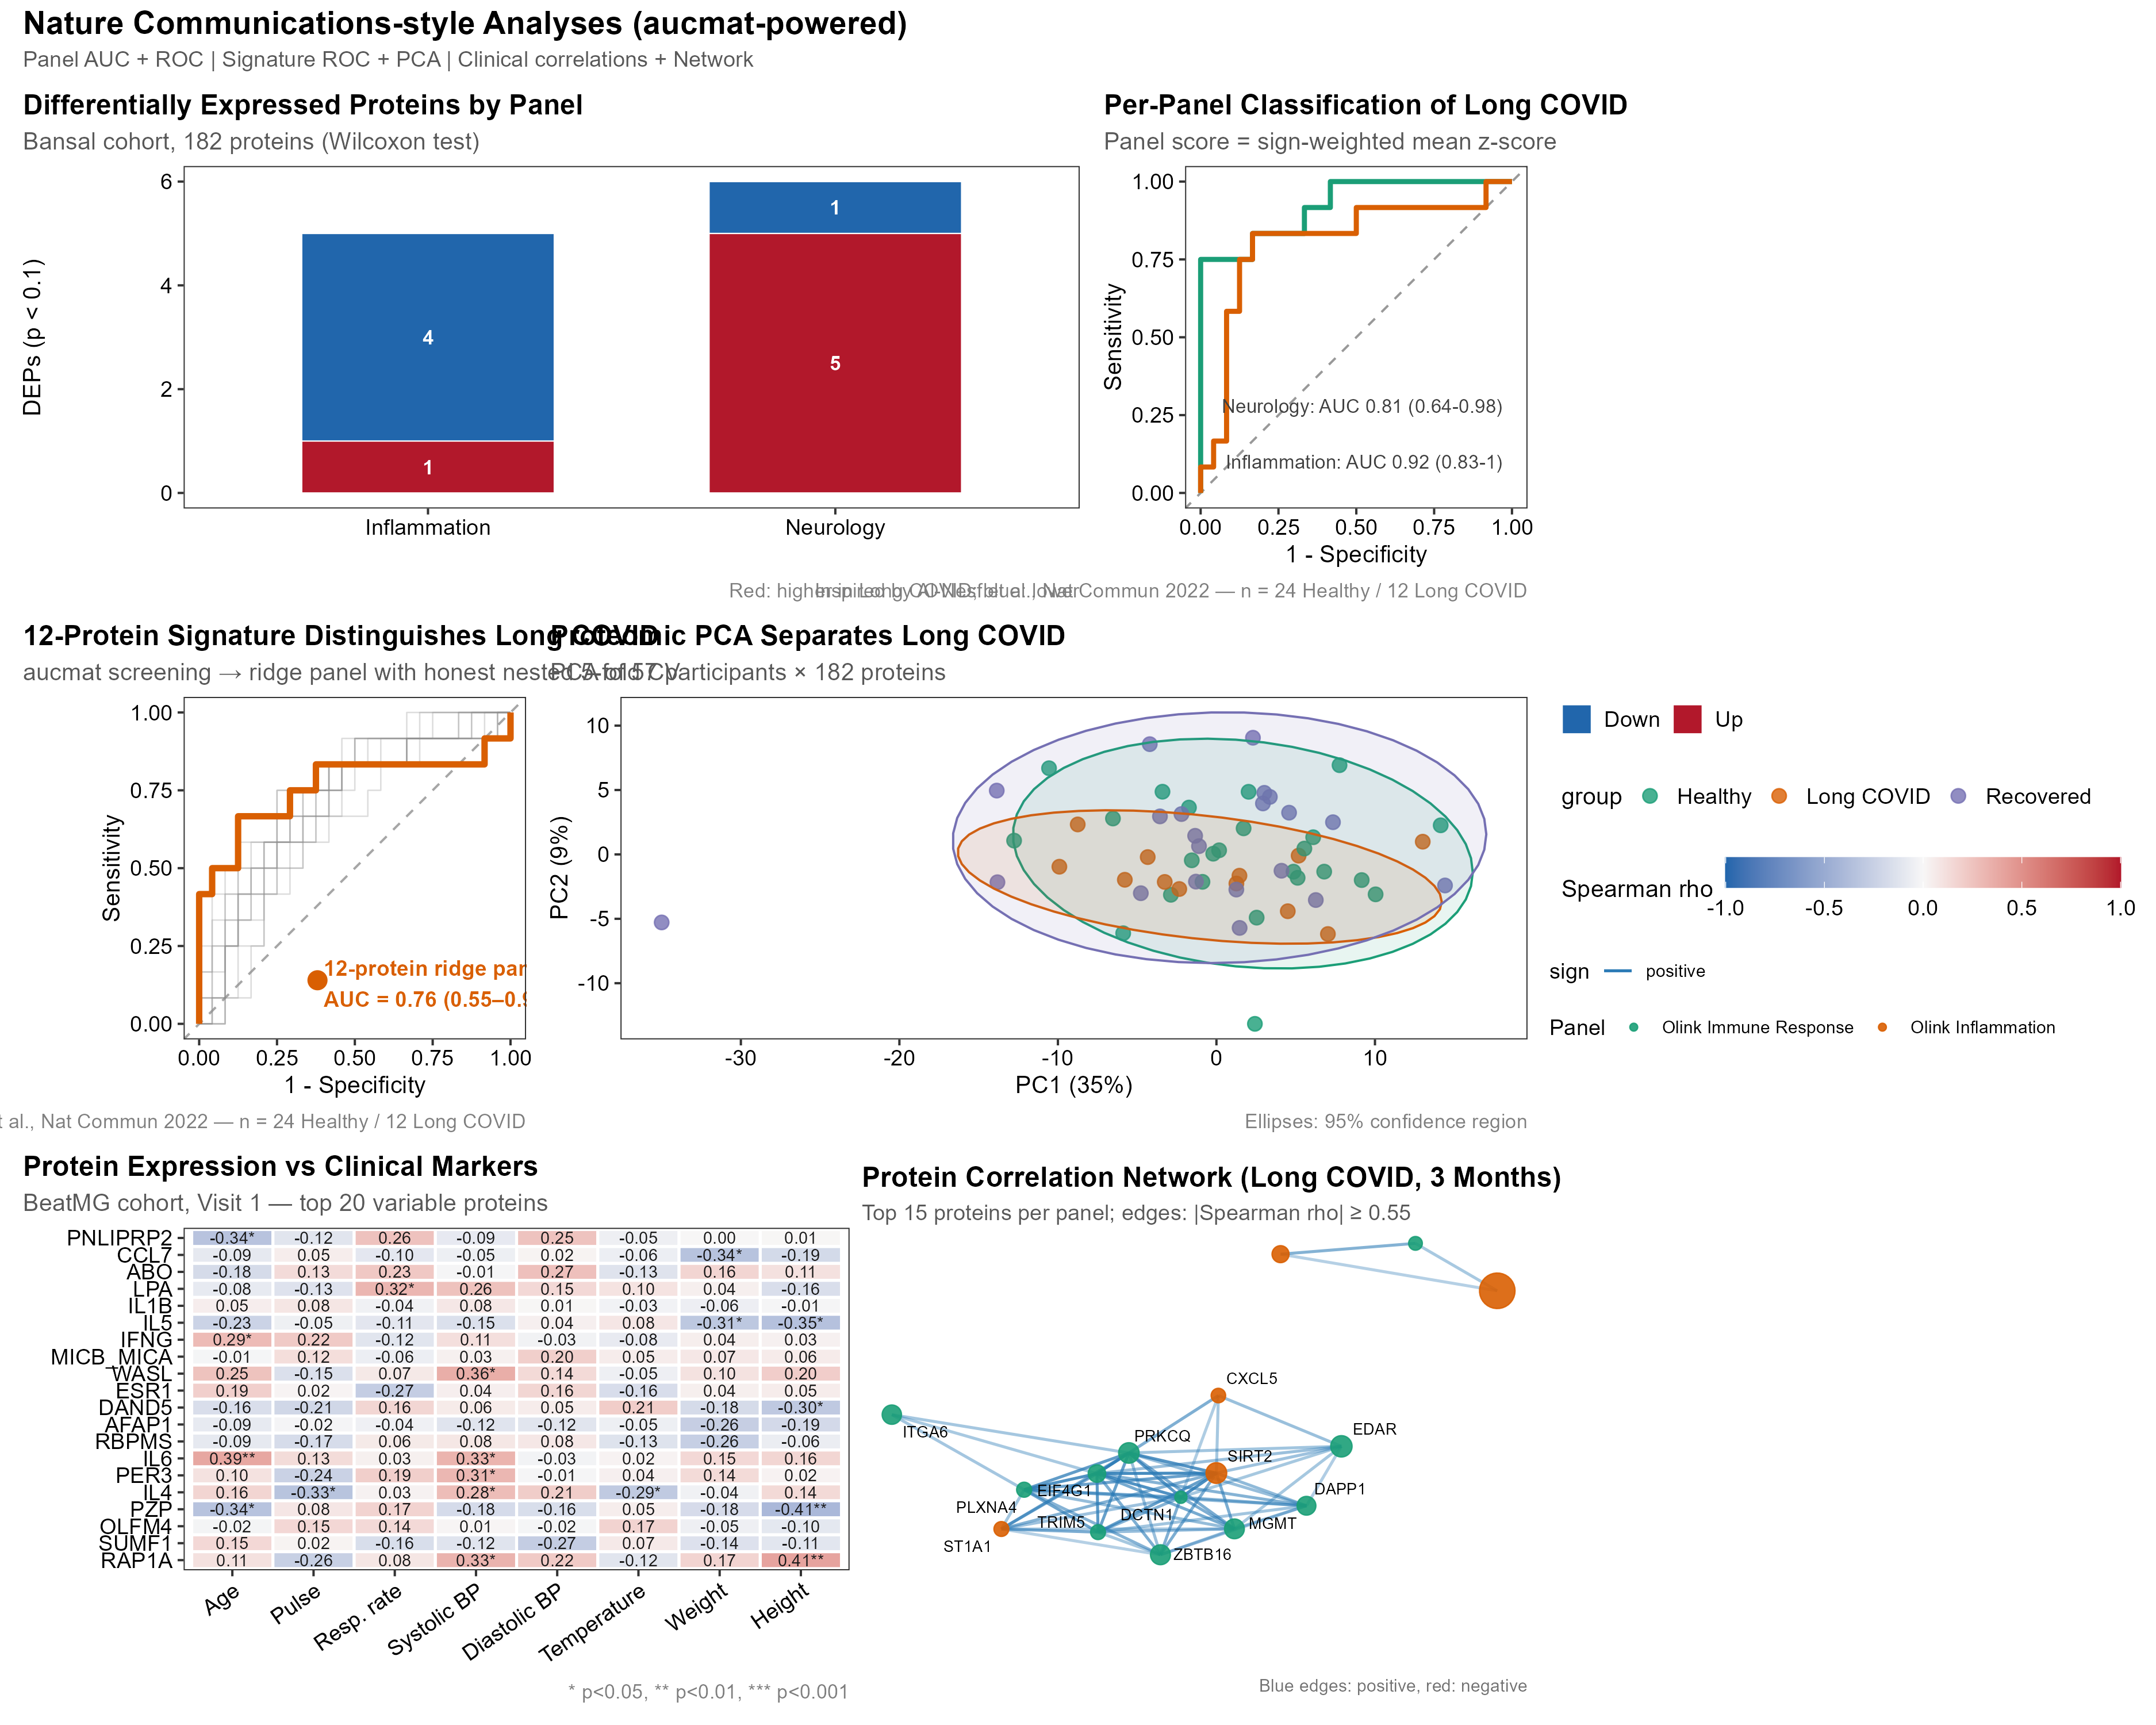 Nature Communications-style Analyses (aucmat-powered)
Panel AUC + ROC | Signature ROC + PCA | Clinical correlations + Network
Differentially Expressed Proteins by Panel
Bansal cohort, 182 proteins (Wilcoxon test)
DEPs (p < 0.1)
6
4
2
0
4
1
1
5
Inflammation
Neurology
Per-Panel Classification of Long COVID
Panel score = sign-weighted mean z-score
Sensitivity
1.00
0.75
0.50
0.25
0.00
Neurology: AUC 0.81 (0.64-0.98)
Inflammation: AUC 0.92 (0.83-1)
0.00 0.25 0.50 0.75 1.00
1 - Specificity
Commun 2022 — n = 24 Healthy / 12 Long COVID
12-Protein Signature Distinguishes Long COVID
aucmat screening → ridge panel with honest nested 5-fold CV
Sensitivity
1.00
0.75
0.50
0.25
0.00
12-protein ridge
AUC = 0.76
0.00 0.25 0.50 0.75 1.00
1 - Specificity
al., Nat Commun 2022 — n = 24 Healthy / 12 Long COVID
Proteomic PCA Separates Long COVID
PCA of 57 participants × 182 proteins
PC2 (9%)
10
5
0
-5
-10
-30 -20 -10 0 10
PC1 (35%)
Ellipses: 95% confidence region
Down Up
group Healthy Long COVID Recovered
Spearman rho
-1.0 -0.5 0.0 0.5 1.0
sign positive
Panel Olink Immune Response Olink Inflammation
Protein Expression vs Clinical Markers
BeatMG cohort, Visit 1 — top 20 variable proteins
PNLIPRP2 -0.34* -0.12 0.26 -0.09 0.25 -0.05 0.00 0.01
CCL7 -0.09 0.05 -0.10 -0.05 0.02 -0.06 -0.34* -0.19
ABO -0.18 0.13 0.23 -0.01 0.27 -0.13 0.16 0.11
LPA -0.08 -0.13 0.32* 0.26 0.15 0.10 0.04 -0.16
IL1B 0.05 0.08 -0.04 0.08 0.01 -0.03 -0.06 -0.01
IL5 -0.23 -0.05 -0.11 -0.15 0.04 0.08 -0.31* -0.35*
IFNG 0.29* 0.22 -0.12 0.11 -0.03 -0.08 0.04 0.03
MICB_MICA -0.01 0.12 -0.06 0.03 0.20 0.05 0.07 0.06
WASL 0.25 -0.15 0.07 0.36* 0.14 -0.05 0.10 0.20
ESR1 0.19 0.02 -0.27 0.04 0.16 -0.16 0.04 0.05
DAND5 -0.16 -0.21 0.16 0.06 0.05 0.21 -0.18 -0.30*
AFAP1 -0.09 -0.02 -0.04 -0.12 -0.12 -0.05 -0.26 -0.19
RBPMS -0.09 -0.17 0.06 0.08 0.08 -0.13 -0.26 -0.06
IL6 0.39** 0.13 0.03 0.33* -0.03 0.02 0.15 0.16
PER3 0.10 -0.24 0.19 0.31* -0.01 0.04 0.14 0.02
IL4 0.16 -0.33* 0.03 0.28* 0.21 -0.29* -0.04 0.14
PZP -0.34* 0.08 0.17 -0.18 -0.16 0.06 -0.18 -0.41**
OLFM4 -0.02 0.15 0.14 0.01 -0.02 0.17 -0.05 -0.10
SUMF1 0.15 0.02 -0.16 -0.12 -0.27 0.07 -0.14 -0.11
RAP1A 0.11 -0.26 0.08 0.33* 0.22 -0.12 0.17 0.41**
Age Pulse Resp. rate Systolic BP Diastolic BP Temperature Weight Height
* p<0.05, ** p<0.01, *** p<0.001
Protein Correlation Network (Long COVID, 3 Months)
Top 15 proteins per panel; edges: |Spearman rho| ≥ 0.55
CXCL5
ITGA6
EDAR
PRKCQ
SIRT2
EIF4G1
DAPP1
PLXNA4
DCTN1
TRIM5
MGMT
ST1A1
ZBTB16
Blue edges: positive, red: negative